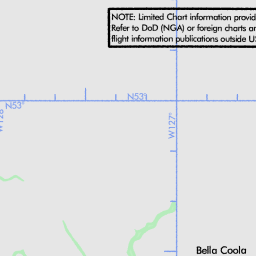 NOTE: Limited Chart information provid
Refer to DoD (NGA) or foreign charts an
flight information publications outside U
N53°
N53°
W127°
Bella Coola